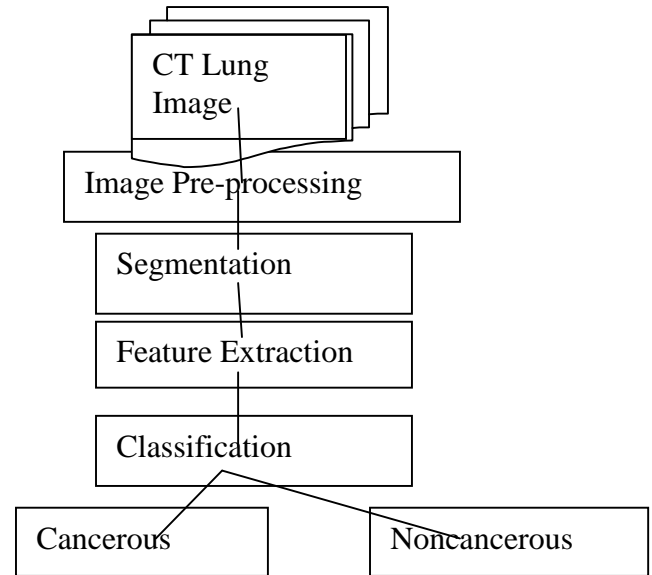 CT Lung
Image
Image Pre-processing
Segmentation
Feature Extraction
Classification
Cancerous
Noncancerous